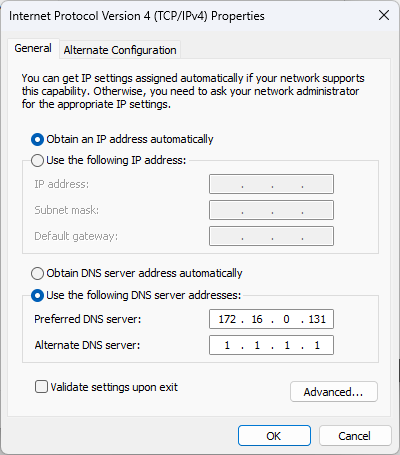 Internet Protocol Version 4 (TCP/IPv4) Properties
General Alternate Configuration
You can get IP settings assigned automatically if your network supports
this capability. Otherwise, you need to ask your network administrator
for the appropriate IP settings.
Obtain an IP address automatically
Use the following IP address:
IP address: . . .
Subnet mask: . . .
Default gateway: . . .
Obtain DNS server address automatically
Use the following DNS server addresses:
Preferred DNS server: 172 . 16 . 0 . 131
Alternate DNS server: 1 . 1 . 1 . 1
Validate settings upon exit
Advanced...
OK Cancel